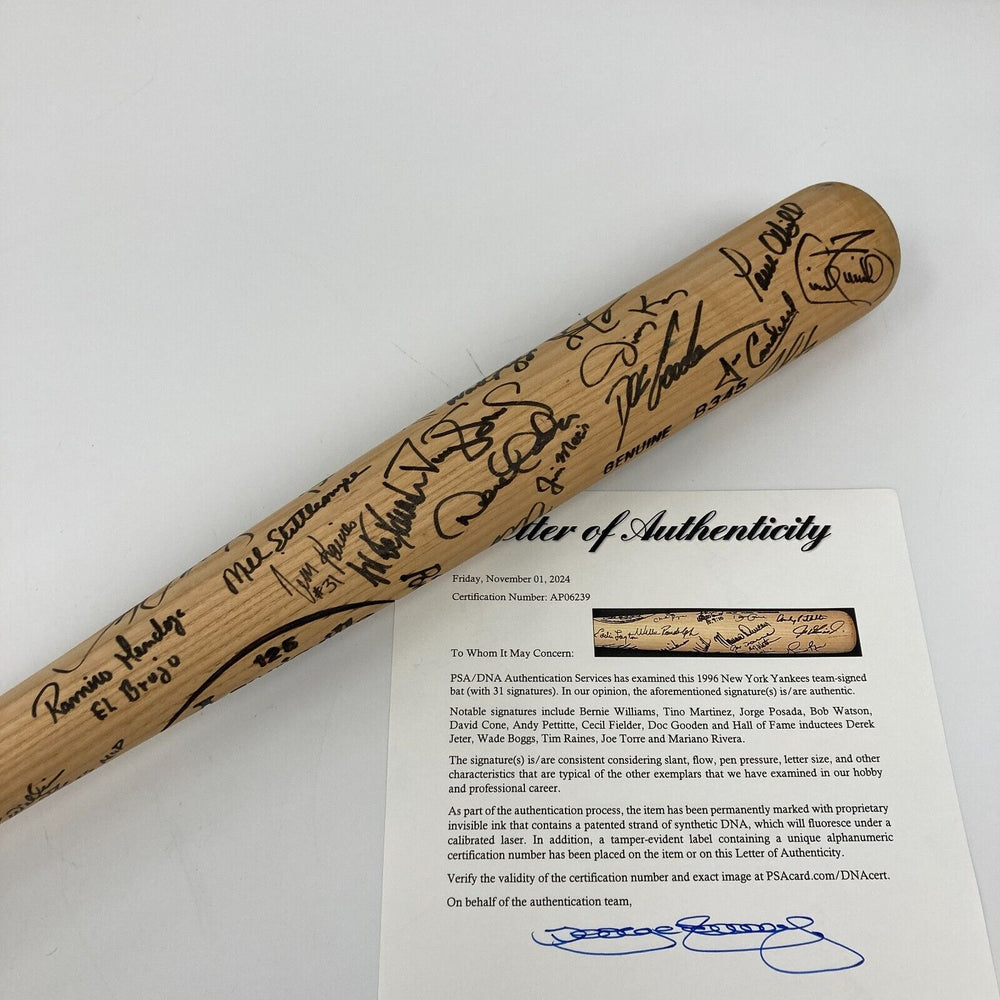 Paul O'Neill
Jimmy Key
Doc Gooden
Joe Cardinal
B345
GENUINE
Jim Mecir
Mel Stottlemyre
Tim Raines
#31
125
Ramiro Mendoza
El Brujo
MVP
Letter of Authenticity
Friday, November 01, 2024
Certification Number: AP06239
To Whom It May Concern:
PSA/DNA Authentication Services has examined this 1996 New York Yankees team-signed
bat (with 31 signatures). In our opinion, the aforementioned signature(s) is/are authentic.
Notable signatures include Bernie Williams, Tino Martinez, Jorge Posada, Bob Watson,
David Cone, Andy Pettitte, Cecil Fielder, Doc Gooden and Hall of Fame inductees Derek
Jeter, Wade Boggs, Tim Raines, Joe Torre and Mariano Rivera.
The signature(s) is/are consistent considering slant, flow, pen pressure, letter size, and other
characteristics that are typical of the other exemplars that we have examined in our hobby
and professional career.
As part of the authentication process, the item has been permanently marked with proprietary
invisible ink that contains a patented strand of synthetic DNA, which will fluoresce under a
calibrated laser. In addition, a tamper-evident label containing a unique alphanumeric
certification number has been placed on the item or on this Letter of Authenticity.
Verify the validity of the certification number and exact image at PSAcard.com/DNAcert.
On behalf of the authentication team,